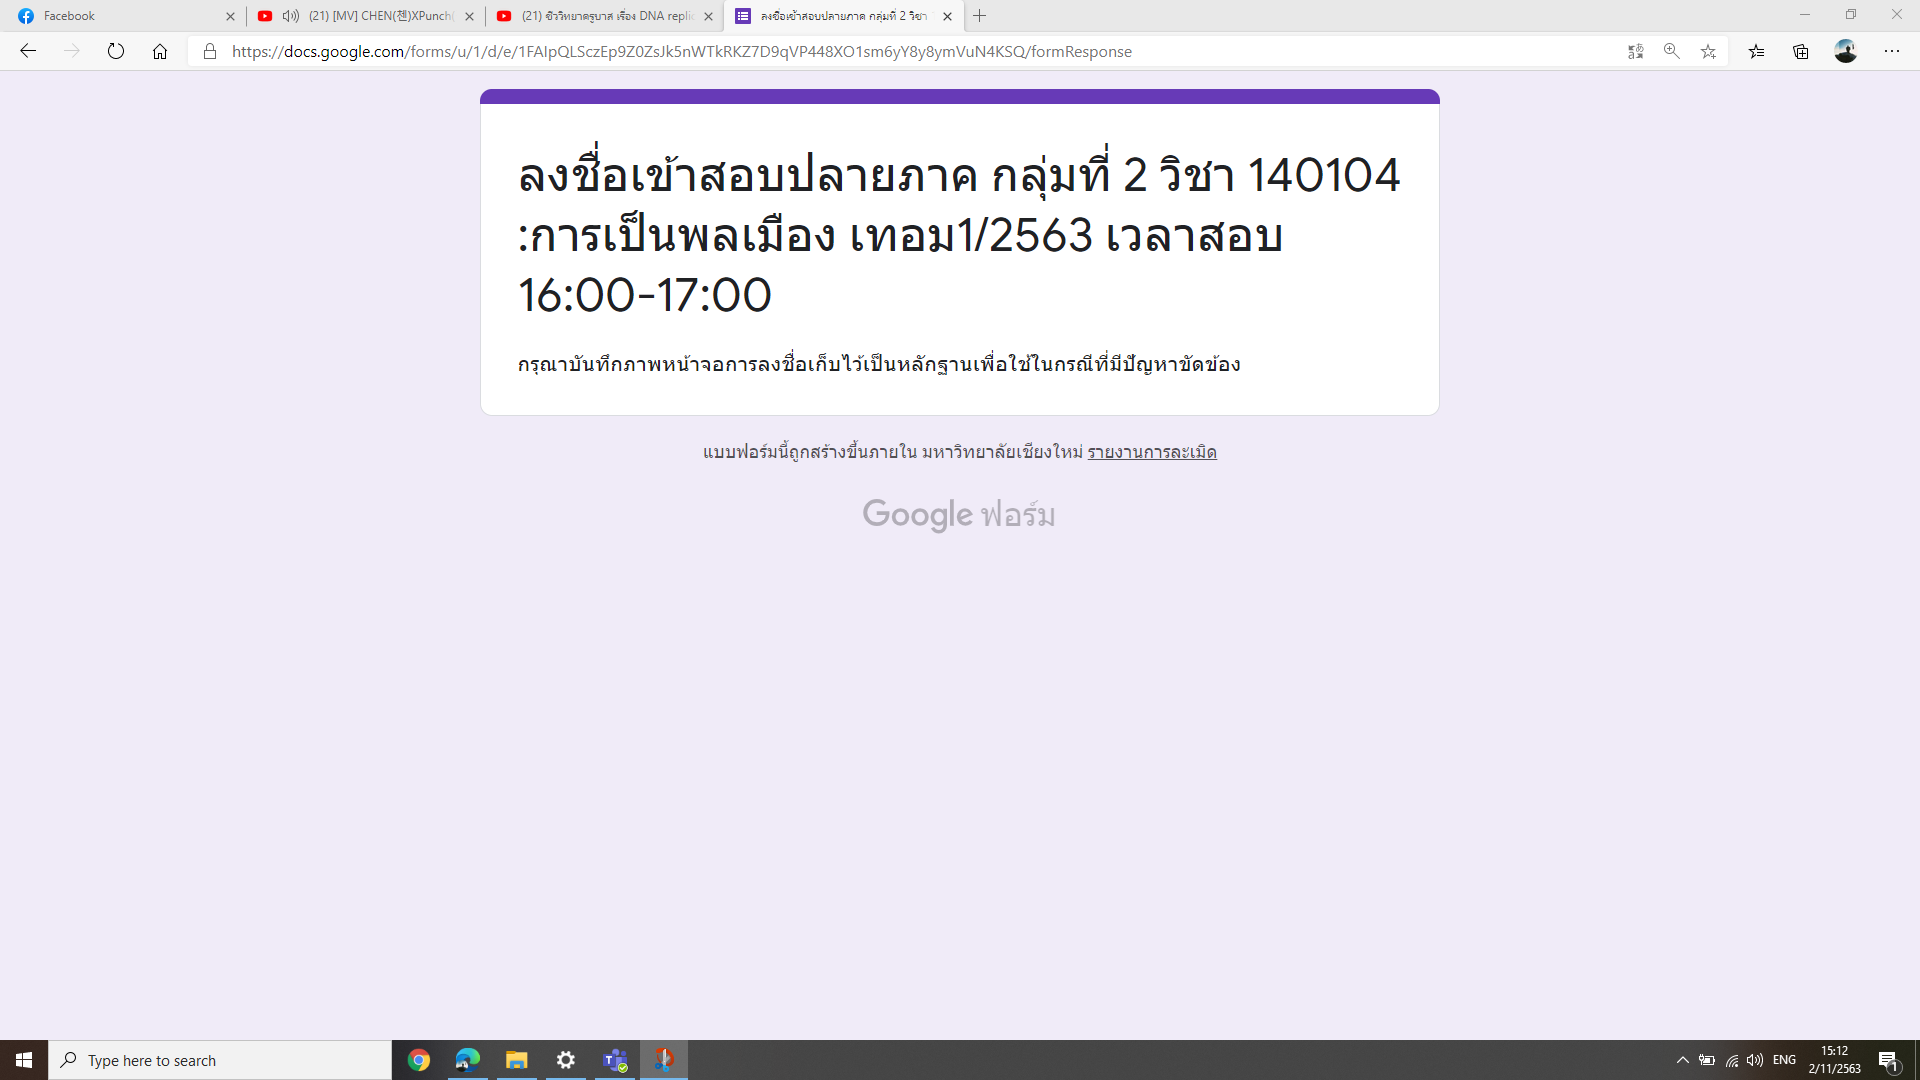 Facebook
(21) [MV] CHEN(첸)XPunch(
(21) ชีววิทยาครูบาส เรื่อง DNA replic
ลงชื่อเข้าสอบปลายภาค กลุ่มที่ 2 วิชา
https://docs.google.com/forms/u/1/d/e/1FAIpQLSczEp9Z0ZsJk5nWTkRKZ7D9qVP448XO1sm6yY8y8ymVuN4KSQ/formResponse
ลงชื่อเข้าสอบปลายภาค กลุ่มที่ 2 วิชา 140104
:การเป็นพลเมือง เทอม1/2563 เวลาสอบ
16:00-17:00
กรุณาบันทึกภาพหน้าจอการลงชื่อเก็บไว้เป็นหลักฐานเพื่อใช้ในกรณีที่มีปัญหาขัดข้อง
แบบฟอร์มนี้ถูกสร้างขึ้นภายใน มหาวิทยาลัยเชียงใหม่ รายงานการละเมิด
Google ฟอร์ม
Type here to search
ENG
15:12
2/11/2563
1